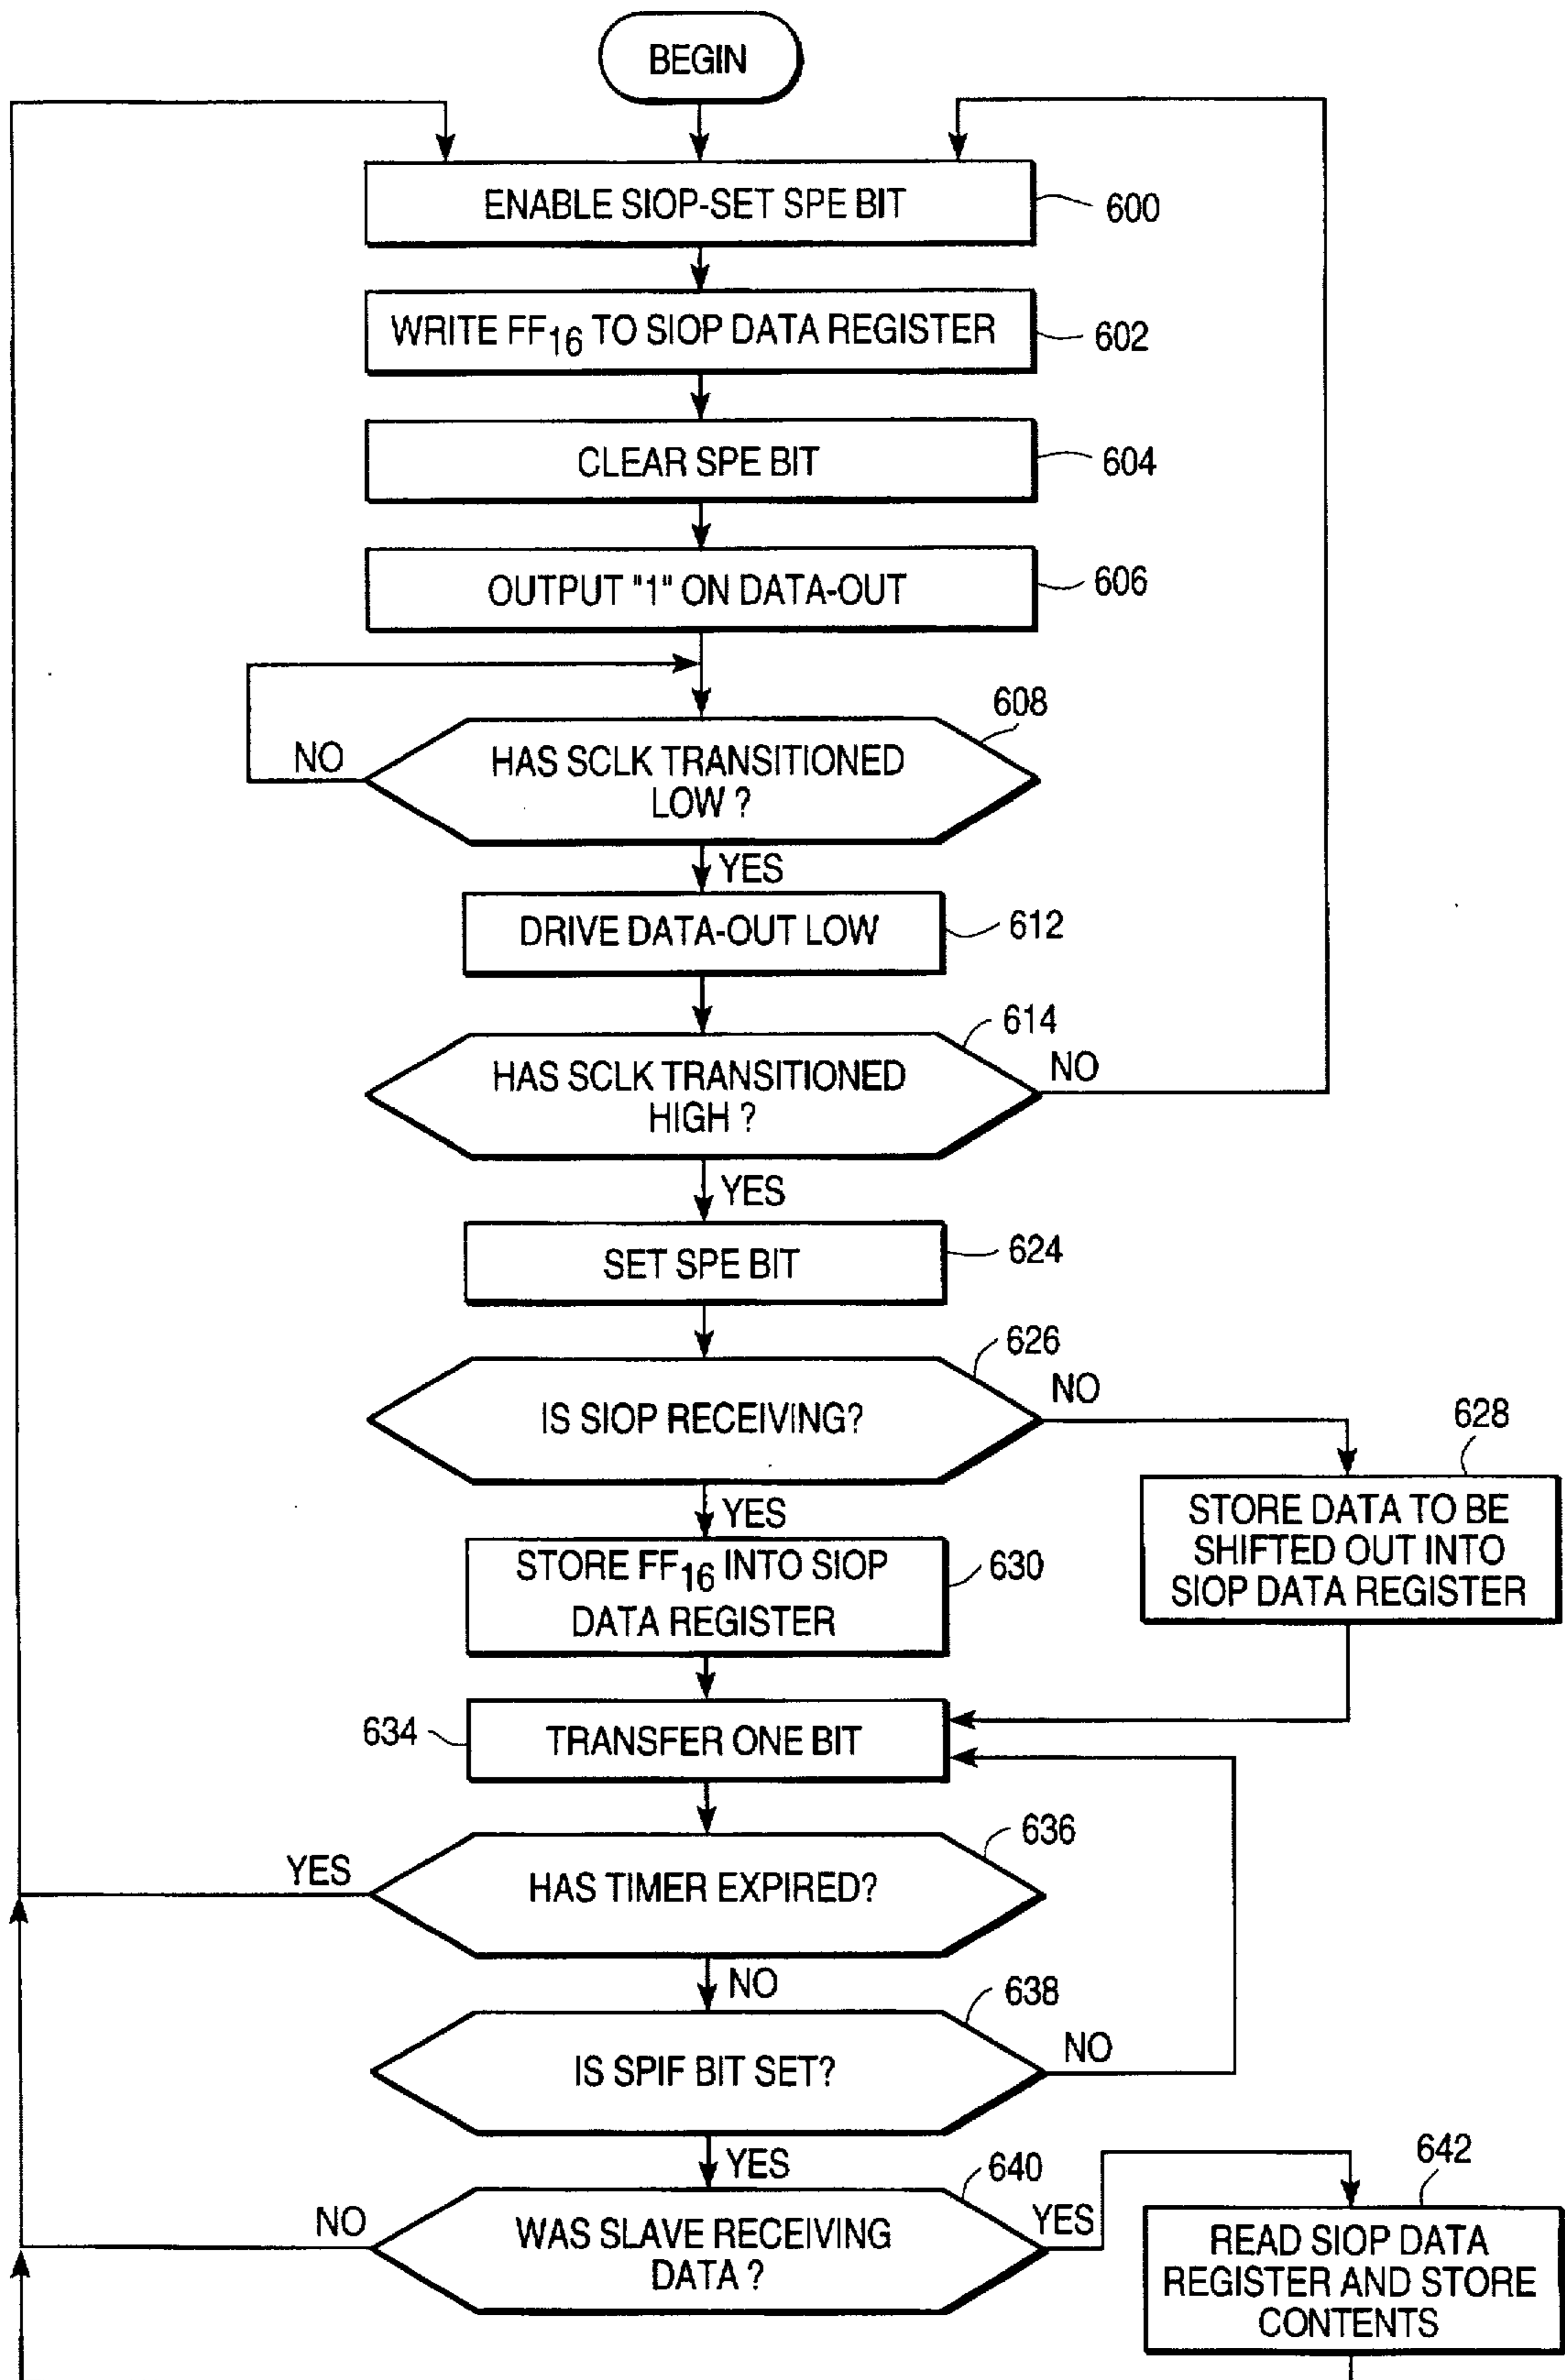 BEGIN
ENABLE SIOP-SET SPE BIT
600
WRITE FF16 TO SIOP DATA REGISTER
602
CLEAR SPE BIT
604
OUTPUT "1" ON DATA-OUT
606
608
NO
HAS SCLK TRANSITIONED
LOW ?
YES
DRIVE DATA-OUT LOW
612
614
HAS SCLK TRANSITIONED
HIGH ?
NO
YES
SET SPE BIT
624
626
IS SIOP RECEIVING?
NO
628
YES
STORE DATA TO BE
SHIFTED OUT INTO
SIOP DATA REGISTER
STORE FF16 INTO SIOP
DATA REGISTER
630
634
TRANSFER ONE BIT
636
YES
HAS TIMER EXPIRED?
NO
638
IS SPIF BIT SET?
NO
YES
640
642
NO
WAS SLAVE RECEIVING
DATA ?
YES
READ SIOP DATA
REGISTER AND STORE
CONTENTS